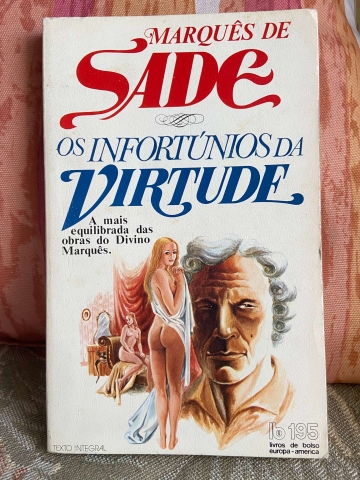 MARQUÊS DE
SADE
OS INFORTÚNIOS DA
VIRTUDE
A mais
equilibrada das
obras do Divino
Marquês.
TEXTO INTEGRAL
lb 195
livros de bolso
europa-america